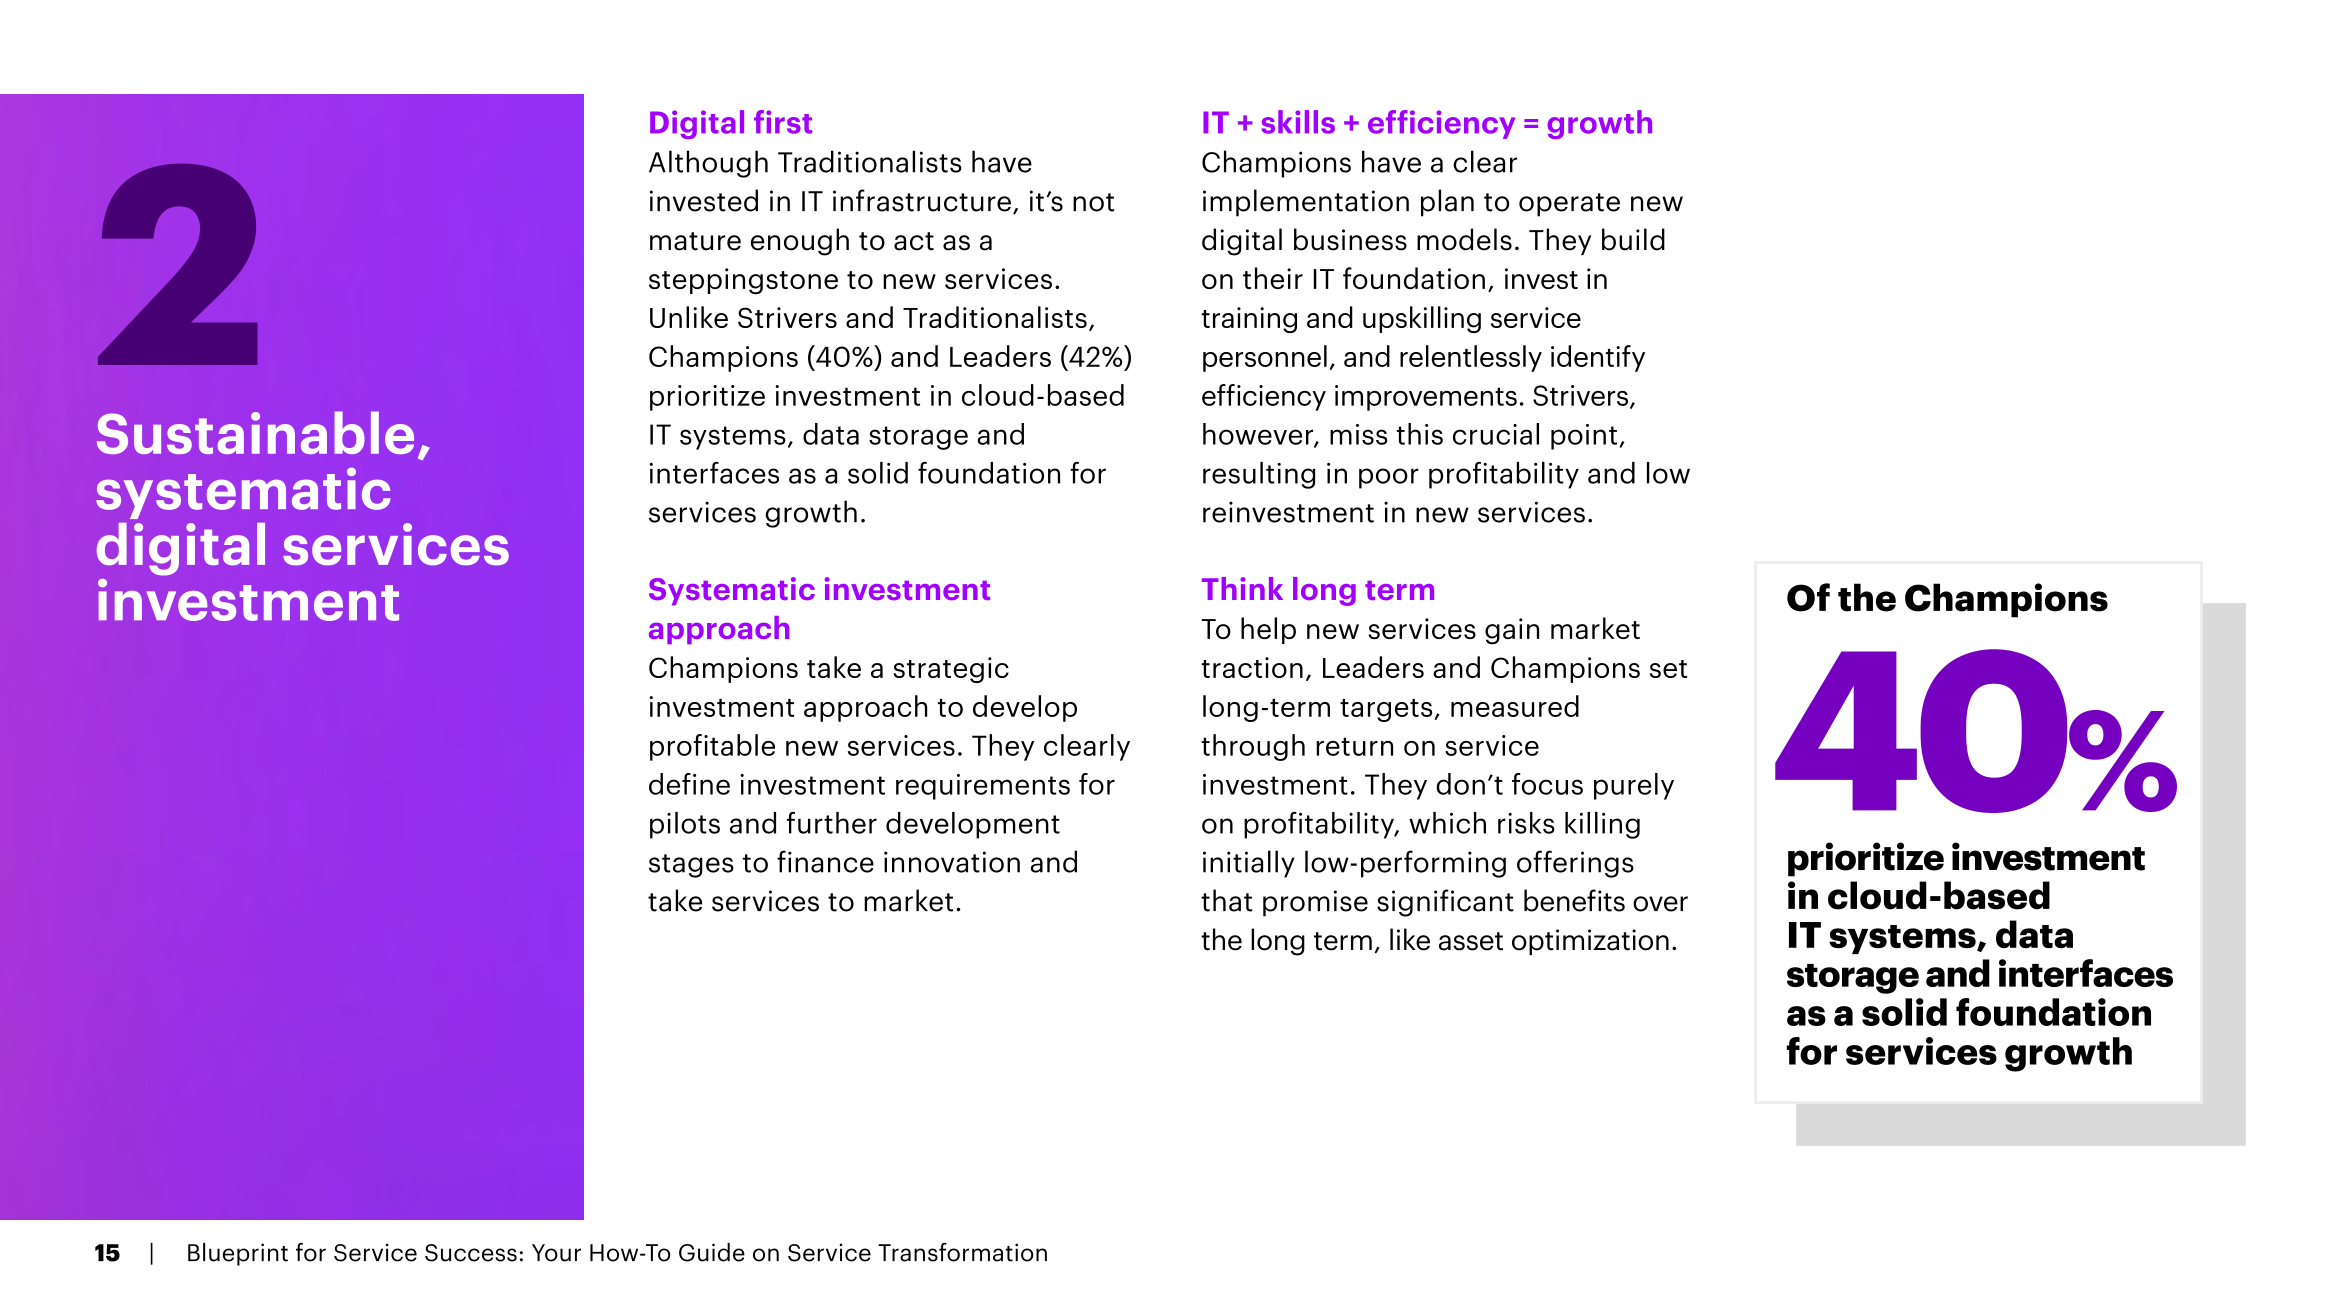 2
Sustainable,
systematic
digital services
investment
Digital first
Although Traditionalists have
invested in IT infrastructure, it’s not
mature enough to act as a
steppingstone to new services.
Unlike Strivers and Traditionalists,
Champions (40%) and Leaders (42%)
prioritize investment in cloud-based
IT systems, data storage and
interfaces as a solid foundation for
services growth.
Systematic investment
approach
Champions take a strategic
investment approach to develop
profitable new services. They clearly
define investment requirements for
pilots and further development
stages to finance innovation and
take services to market.
IT + skills + efficiency = growth
Champions have a clear
implementation plan to operate new
digital business models. They build
on their IT foundation, invest in
training and upskilling service
personnel, and relentlessly identify
efficiency improvements. Strivers,
however, miss this crucial point,
resulting in poor profitability and low
reinvestment in new services.
Think long term
To help new services gain market
traction, Leaders and Champions set
long-term targets, measured
through return on service
investment. They don’t focus purely
on profitability, which risks killing
initially low-performing offerings
that promise significant benefits over
the long term, like asset optimization.
Of the Champions
40%
prioritize investment
in cloud-based
IT systems, data
storage and interfaces
as a solid foundation
for services growth
15 | Blueprint for Service Success: Your How-To Guide on Service Transformation